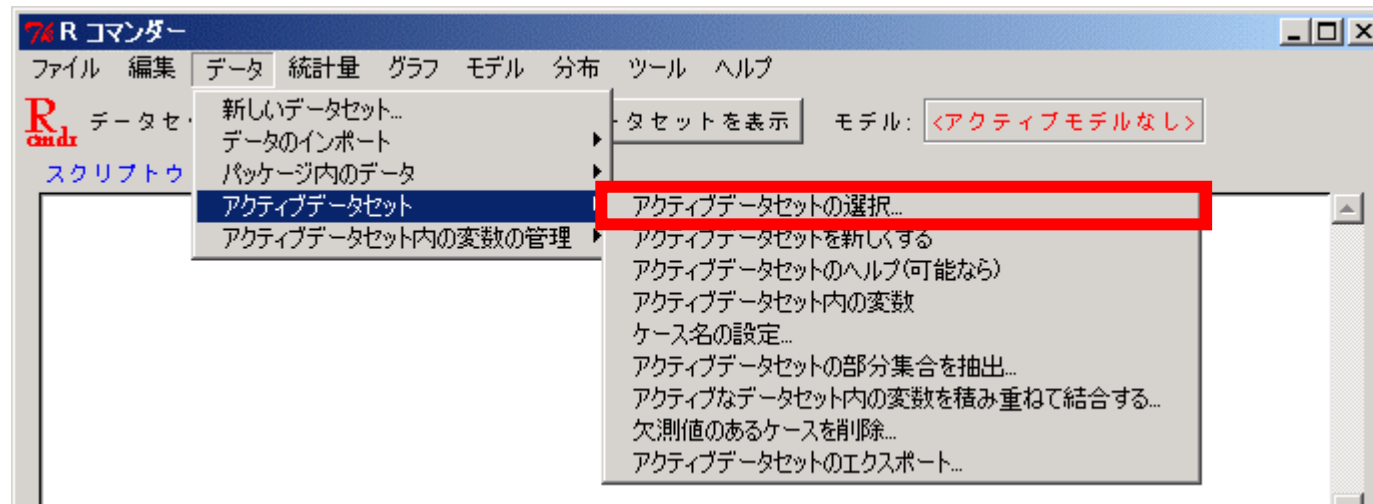 R コマンダー
ファイル 編集 データ 統計量 グラフ モデル 分布 ツール ヘルプ
R cmdr データセ タセットを表示 モデル: <アクティブモデルなし>
スクリプトウ
新しいデータセット...
データのインポート
パッケージ内のデータ
アクティブデータセット
アクティブデータセット内の変数の管理
アクティブデータセットの選択...
アクティブデータセットを新しくする
アクティブデータセットのヘルプ(可能なら)
アクティブデータセット内の変数
ケース名の設定...
アクティブデータセットの部分集合を抽出...
アクティブなデータセット内の変数を積み重ねて結合する...
欠測値のあるケースを削除...
アクティブデータセットのエクスポート...